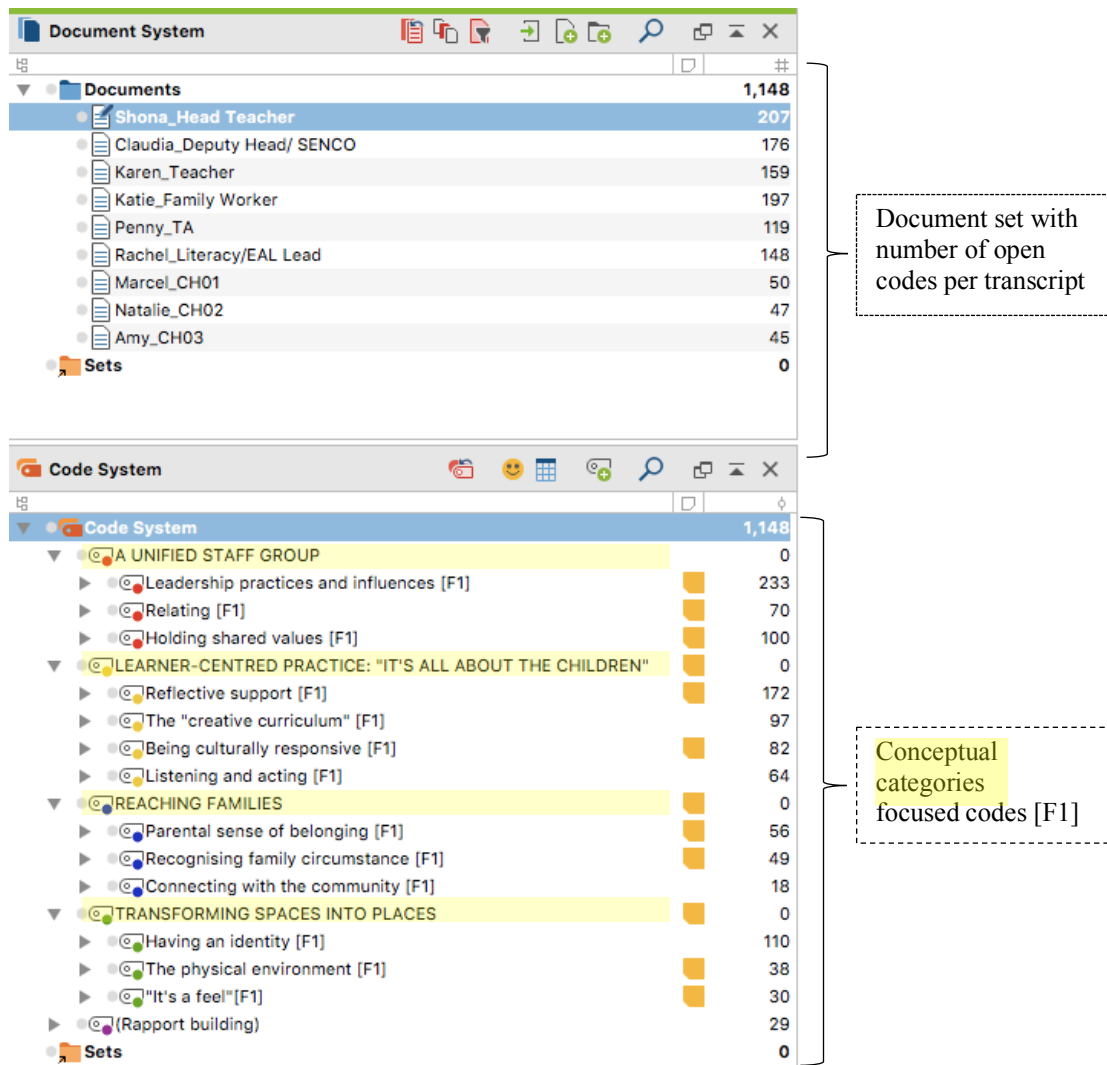 Document System
Documents 1,148
Shona_Head Teacher 207
Claudia_Deputy Head/ SENCO 176
Karen_Teacher 159
Katie_Family Worker 197
Penny_TA 119
Rachel_Literacy/EAL Lead 148
Marcel_CH01 50
Natalie_CH02 47
Amy_CH03 45
Sets 0
Document set with
number of open
codes per transcript
Code System
Code System 1,148
A UNIFIED STAFF GROUP 0
Leadership practices and influences [F1] 233
Relating [F1] 70
Holding shared values [F1] 100
LEARNER-CENTRED PRACTICE: "IT'S ALL ABOUT THE CHILDREN" 0
Reflective support [F1] 172
The "creative curriculum" [F1] 97
Being culturally responsive [F1] 82
Listening and acting [F1] 64
REACHING FAMILIES 0
Parental sense of belonging [F1] 56
Recognising family circumstance [F1] 49
Connecting with the community [F1] 18
TRANSFORMING SPACES INTO PLACES 0
Having an identity [F1] 110
The physical environment [F1] 38
"It's a feel"[F1] 30
(Rapport building) 29
Sets 0
Conceptual
categories
focused codes [F1]